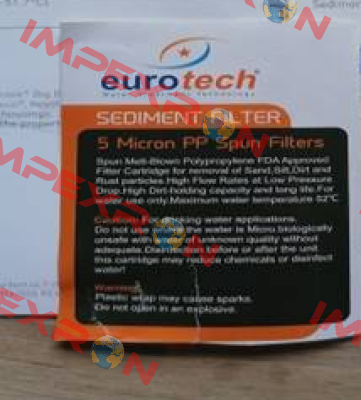 Sediment
eurotech
SEDIMENT FILTER
5 Micron PP Spun Filters
Spun Melt-Blown Polypropylene FDA Approved
Filter Cartridge for removal of Sand,Silt,Dirt and
Rust particles.High Flow Rates at Low Pressure
Drop.High Dirt-holding capacity and long life.For
water use only.Maximum water temperature 52°C
Caution: For drinking water applications.
Do not use where the water is Micro biologically
unsafe with water of unknown quality without
adequate Disinfection before or after the unit
this cartridge may reduce chemicals or disinfect
water!
Warning:
Plastic wrap may cause sparks.
Do not open in an explosive.
IMPEXRON
IMPEXRON
IMPEXRON